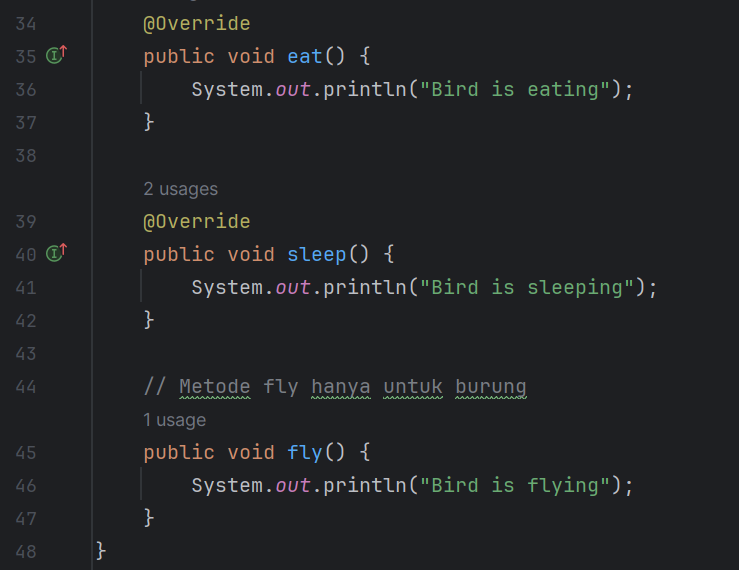 34 @Override
35 public void eat() {
36 System.out.println("Bird is eating");
37 }
38
2 usages
39 @Override
40 public void sleep() {
41 System.out.println("Bird is sleeping");
42 }
43
44 // Metode fly hanya untuk burung
1 usage
45 public void fly() {
46 System.out.println("Bird is flying");
47 }
48 }